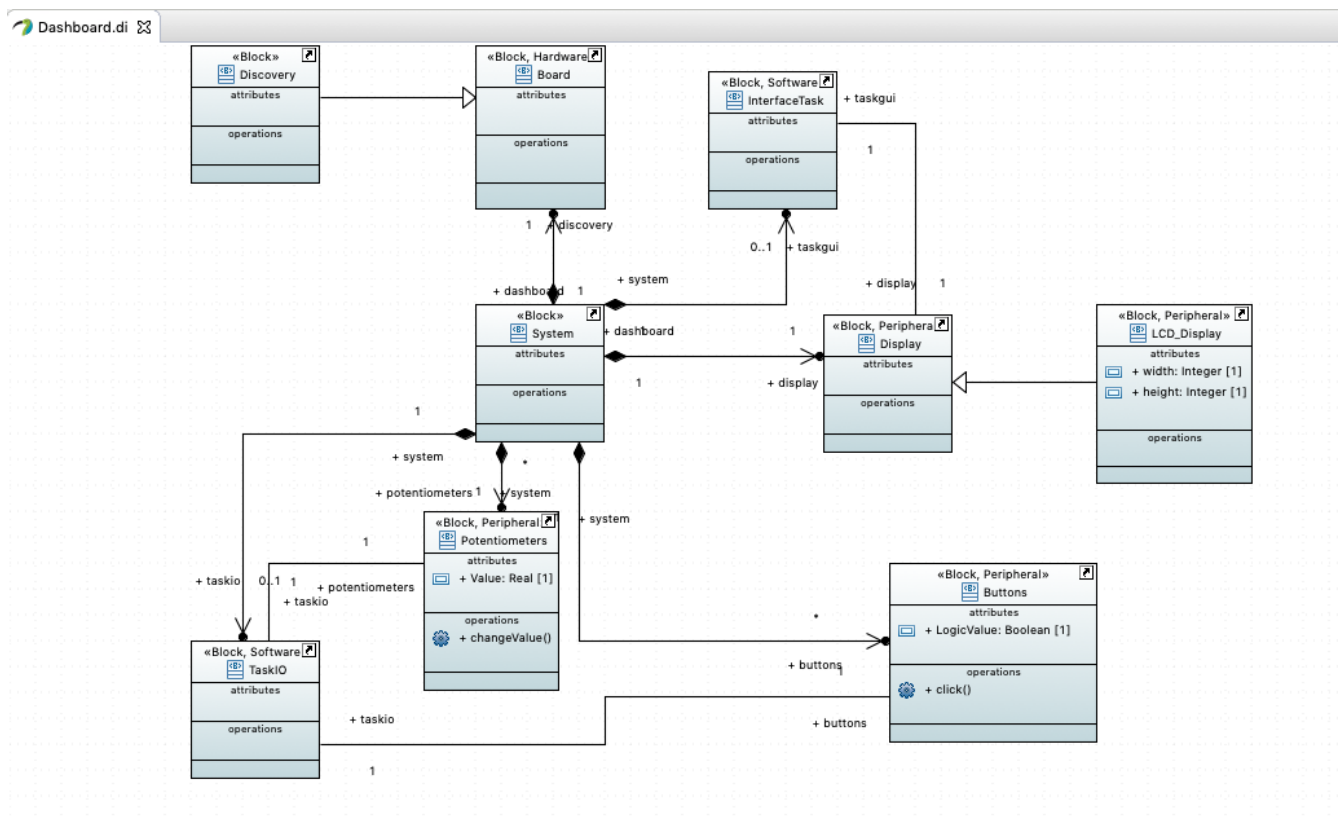 Dashboard.di
«Block»
Discovery
attributes
operations
«Block, Hardware
Board
attributes
operations
«Block, Software
InterfaceTask
attributes
operations
+ taskgui
1
1
+ discovery
0..1
+ taskgui
+ system
+ dashboard
1
+ display
1
«Block»
System
attributes
operations
+ dashboard
1
1
1
+ display
«Block, Periphera
Display
attributes
operations
«Block, Peripheral»
LCD_Display
attributes
+ width: Integer [1]
+ height: Integer [1]
operations
1
+ system
*
+ potentiometers
1
+ system
+ system
«Block, Peripheral
Potentiometers
attributes
+ Value: Real [1]
operations
+ changeValue()
1
+ taskio
0..1
1
+ potentiometers
+ taskio
«Block, Peripheral»
Buttons
attributes
+ LogicValue: Boolean [1]
operations
+ click()
*
+ buttons
1
«Block, Software
TaskIO
attributes
operations
+ taskio
+ buttons
1